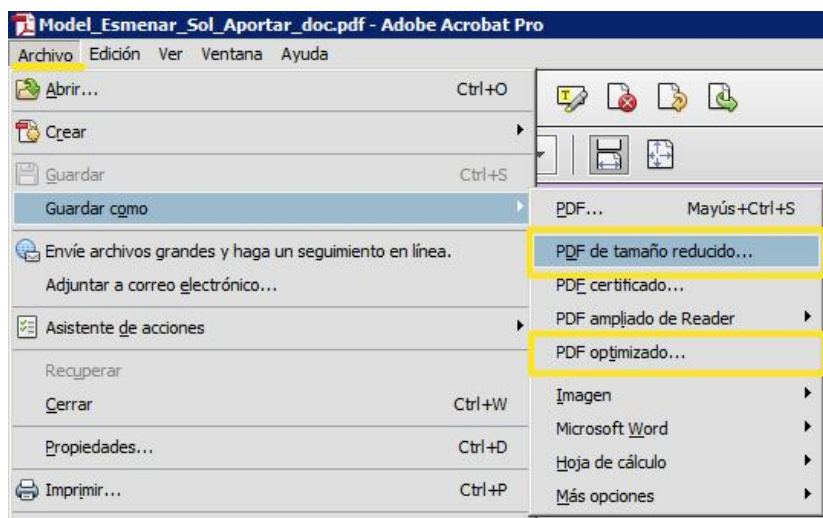 Model_Esmenar_Sol_Aportar_doc.pdf - Adobe Acrobat Pro
Archivo Edición Ver Ventana Ayuda
Abrir... Ctrl+O
Crear
Guardar Ctrl+S
Guardar como
Envíe archivos grandes y haga un seguimiento en línea.
Adjuntar a correo electrónico...
Asistente de acciones
Recuperar
Cerrar Ctrl+W
Propiedades... Ctrl+D
Imprimir... Ctrl+P
PDF... Mayús+Ctrl+S
PDF de tamaño reducido...
PDF certificado...
PDF ampliado de Reader
PDF optimizado...
Imagen
Microsoft Word
Hoja de cálculo
Más opciones